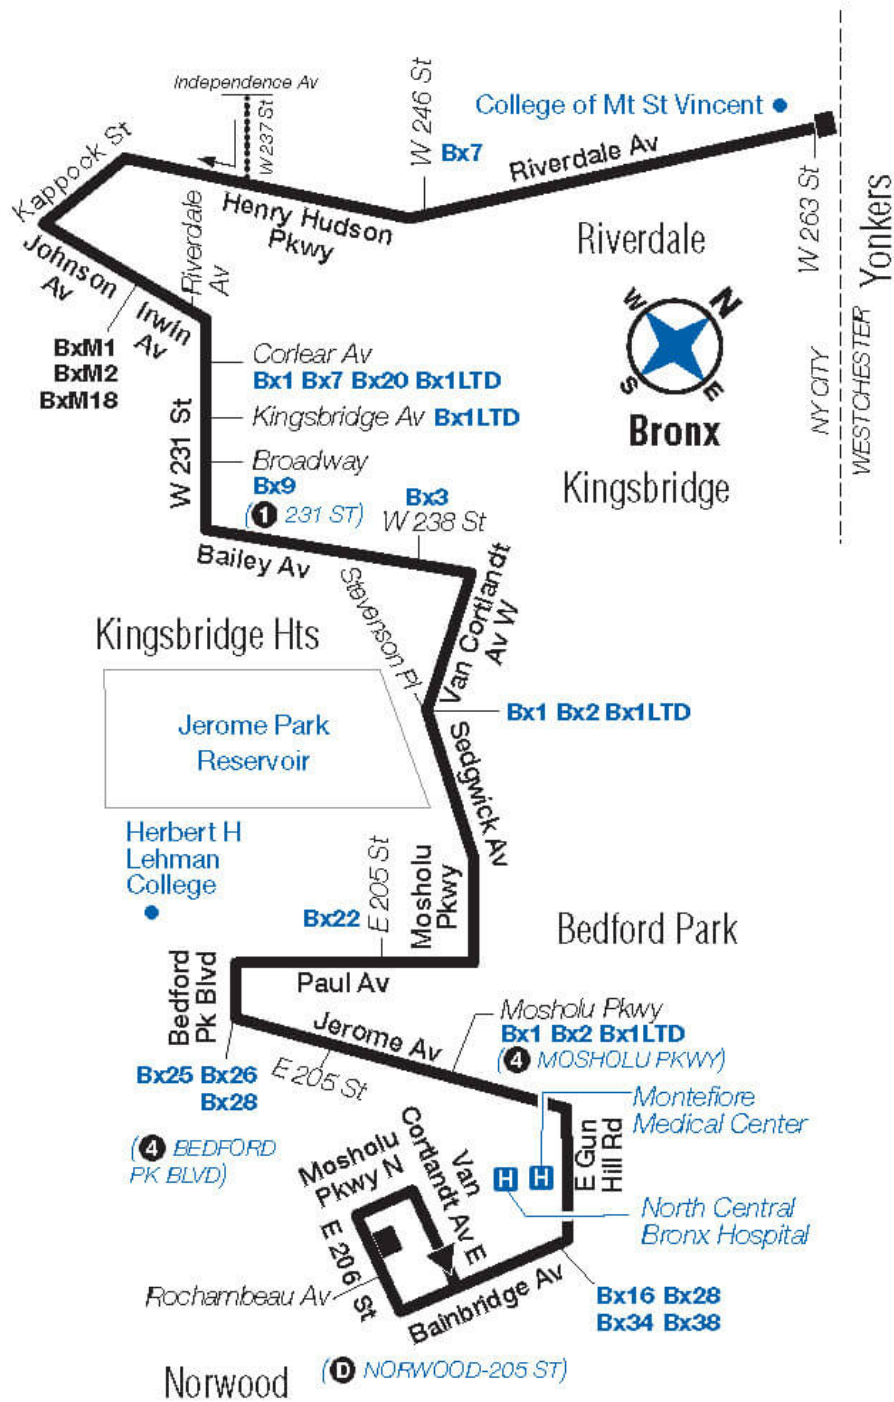 Independence Av
W 237 St
W 246 St
Bx7
College of Mt St Vincent
Riverdale Av
W 263 St
Yonkers
Kappock St
Henry Hudson
Pkwy
Riverdale
Riverdale
Av
Johnson
Av
Irwin
Av
BxM1
BxM2
BxM18
W
N
S
E
Bronx
Kingsbridge
NY CITY
WESTCHESTER
Corlear Av
Bx1 Bx7 Bx20 Bx1LTD
Kingsbridge Av Bx1LTD
W 231 St
Broadway
Bx9
(1 231 ST)
Bx3
W 238 St
Bailey Av
Stevenson Pl
Van Cortlandt
Av W
Kingsbridge Hts
Jerome Park
Reservoir
Bx1 Bx2 Bx1LTD
Sedgwick Av
Herbert H
Lehman
College
Bx22
E 205 St
Mosholu
Pkwy
Bedford Park
Bedford
Pk Blvd
Paul Av
Jerome Av
Mosholu Pkwy
Bx1 Bx2 Bx1LTD
(4 MOSHOLU PKWY)
Bx25 Bx26
Bx28
E 205 St
(4 BEDFORD
PK BLVD)
Montefiore
Medical Center
E Gun
Hill Rd
H
H
North Central
Bronx Hospital
Mosholu
Pkwy N
Van
Cortlandt Av E
E 206 St
Rochambeau Av
Bainbridge Av
Bx16 Bx28
Bx34 Bx38
Norwood
(D NORWOOD-205 ST)